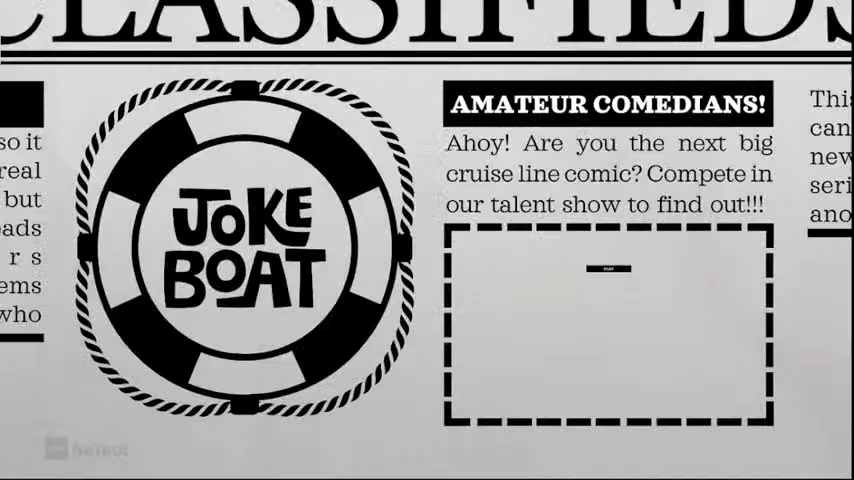 CLASSIFIEDS
so it
real
but
eads
r s
ems
who
JOKE
BOAT
AMATEUR COMEDIANS!
Ahoy! Are you the next big
cruise line comic? Compete in
our talent show to find out!!!
PLAY
This
can
new
seri
ano